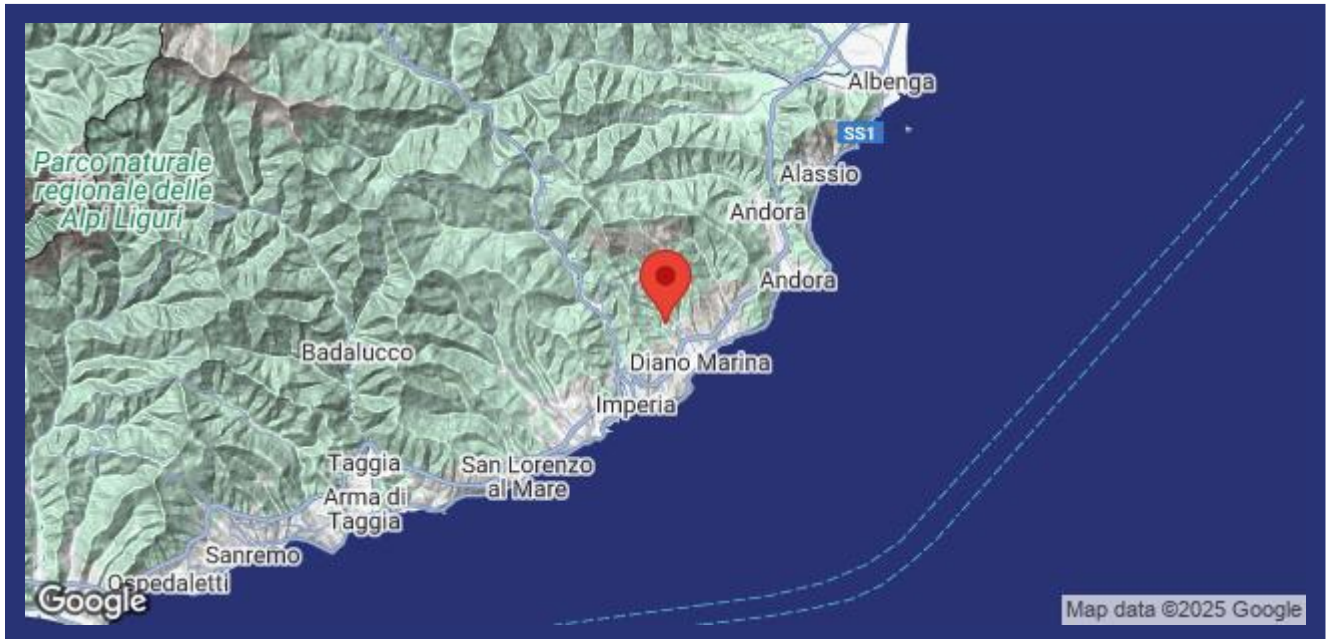 Albenga
SS1
Parco naturale
regionale delle
Alpi Liguri
Alassio
Andora
Andora
Badalucco
Diano Marina
Imperia
Taggia
San Lorenzo
al Mare
Arma di
Taggia
Sanremo
Ospedaletti
Google
Map data ©2025 Google